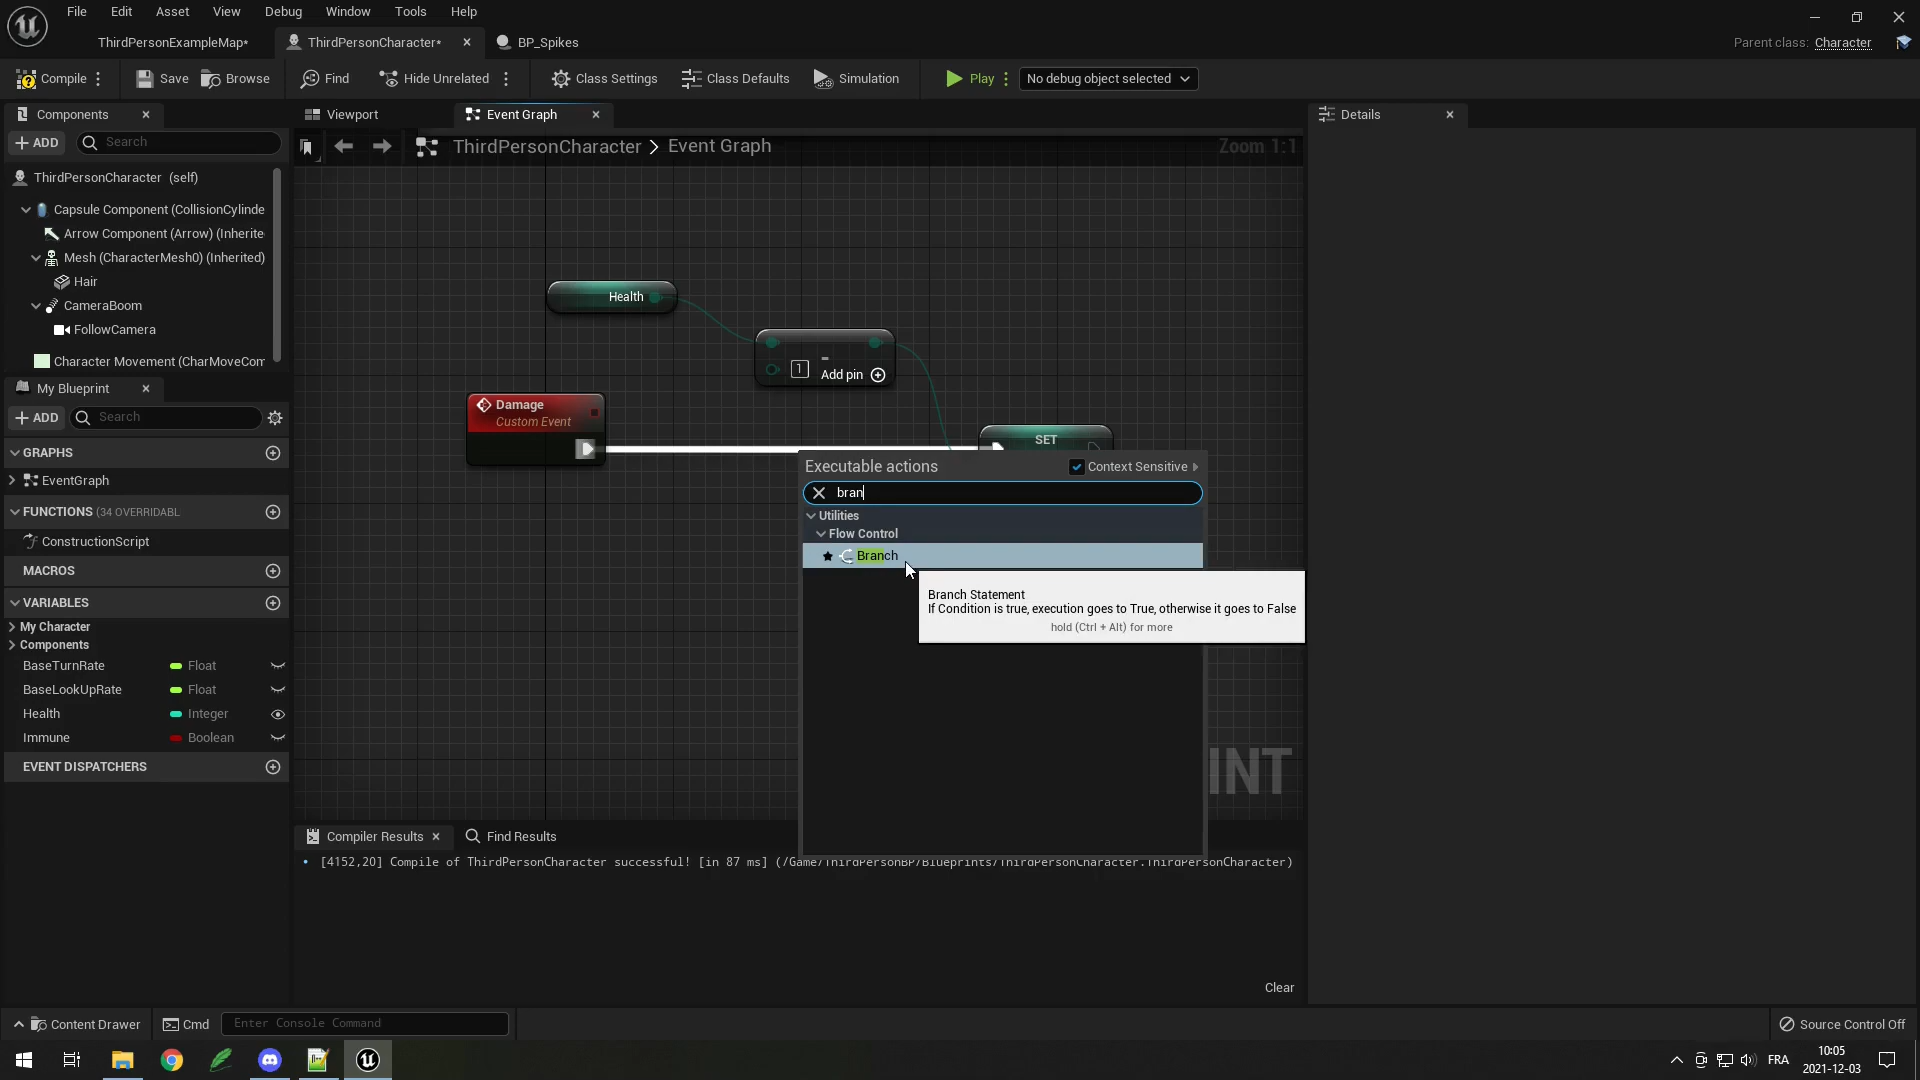 File Edit Asset View Debug Window Tools Help
ThirdPersonExampleMap* ThirdPersonCharacter* BP_Spikes
Parent class: Character
Compile Save Browse Find Hide Unrelated Class Settings Class Defaults Simulation Play No debug object selected
Components
Viewport
Event Graph
Details
ADD
Search
ThirdPersonCharacter > Event Graph
Zoom 1:1
ThirdPersonCharacter (self)
Capsule Component (CollisionCylinde
Arrow Component (Arrow) (Inherite
Mesh (CharacterMesh0) (Inherited)
Hair
CameraBoom
FollowCamera
Character Movement (CharMoveCom
My Blueprint
ADD
Search
GRAPHS
EventGraph
FUNCTIONS (34 OVERRIDABL
ConstructionScript
MACROS
VARIABLES
My Character
Components
BaseTurnRate Float
BaseLookUpRate Float
Health Integer
Immune Boolean
EVENT DISPATCHERS
Health
-
1
Add pin
Damage
Custom Event
SET
Executable actions
Context Sensitive
bran
Utilities
Flow Control
Branch
Branch Statement
If Condition is true, execution goes to True, otherwise it goes to False
hold (Ctrl + Alt) for more
INT
Compiler Results
Find Results
[4152,20] Compile of ThirdPersonCharacter successful! [in 87 ms] (/Game/ThirdPersonBP/Blueprints/ThirdPersonCharacter.ThirdPersonCharacter)
Clear
Content Drawer
Cmd
Enter Console Command
Source Control Off
FRA
10:05
2021-12-03